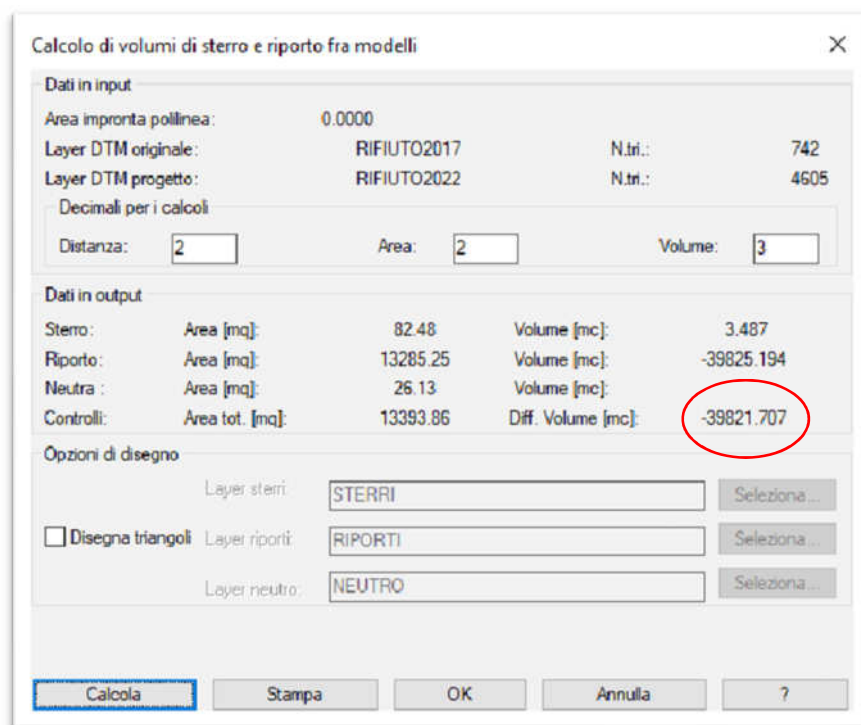 Calcolo di volumi di sterro e riporto fra modelli
Dati in input
Area impronta polilinea: 0.0000
Layer DTM originale: RIFIUTO2017 N.tri.: 742
Layer DTM progetto: RIFIUTO2022 N.tri.: 4605
Decimali per i calcoli
Distanza: 2 Area: 2 Volume: 3
Dati in output
Sterro: Area [mq]: 82.48 Volume [mc]: 3.487
Riporto: Area [mq]: 13285.25 Volume [mc]: -39825.194
Neutra : Area [mq]: 26.13 Volume [mc]:
Controlli: Area tot. [mq]: 13393.86 Diff. Volume [mc]: -39821.707
Opzioni di disegno
Layer sterri: STERRI Seleziona...
Disegna triangoli Layer riporti: RIPORTI Seleziona...
Layer neutro: NEUTRO Seleziona...
Calcola Stampa OK Annulla ?